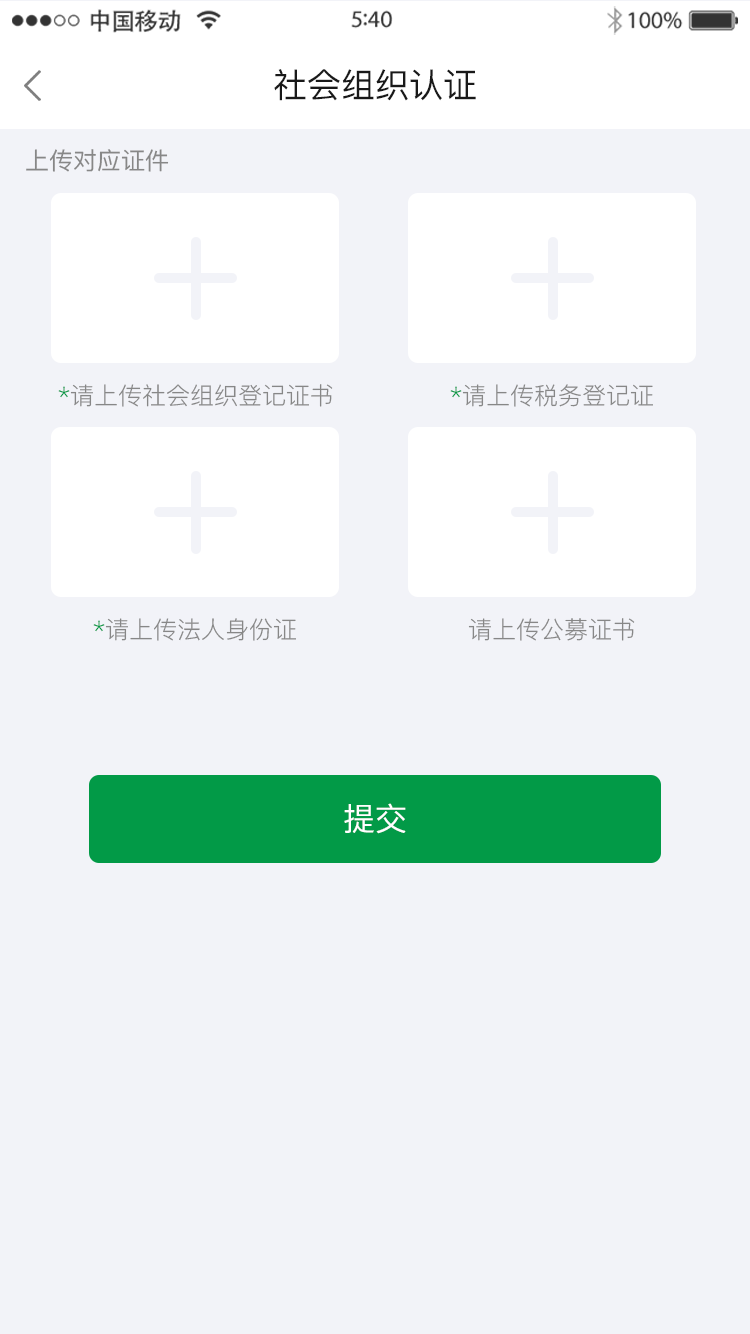 中国移动 5:40 100%
社会组织认证
上传对应证件
*请上传社会组织登记证书 *请上传税务登记证
*请上传法人身份证 请上传公募证书
提交